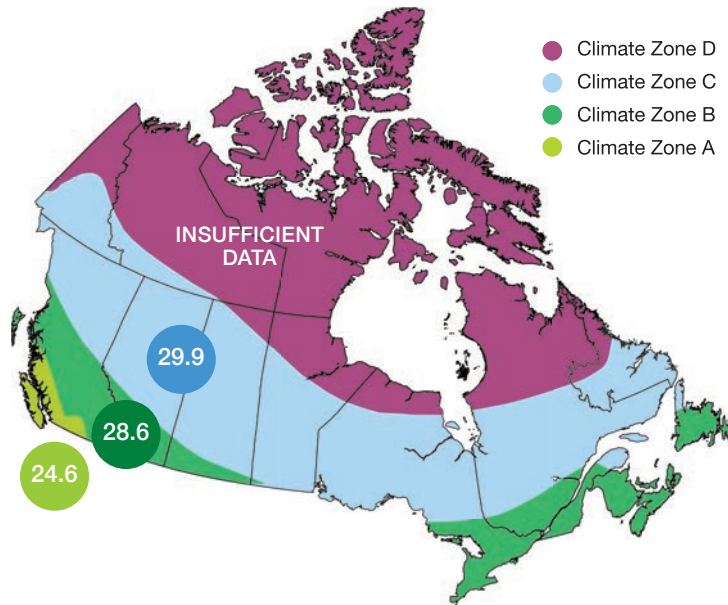 Climate Zone D
Climate Zone C
Climate Zone B
Climate Zone A
INSUFFICIENT
DATA
29.9
28.6
24.6